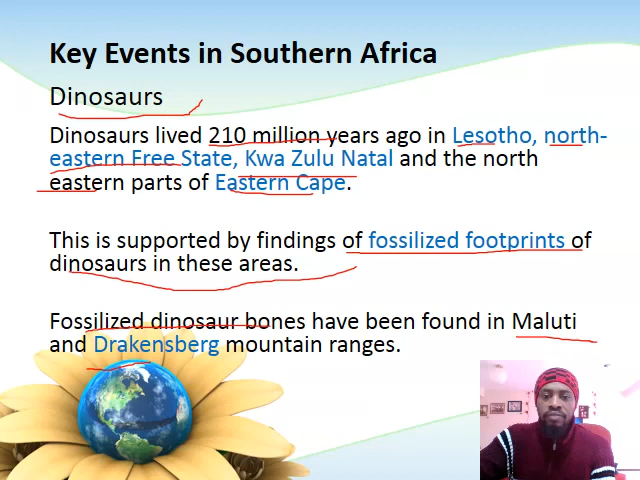 Key Events in Southern Africa
Dinosaurs
Dinosaurs lived 210 million years ago in Lesotho, north-
eastern Free State, Kwa Zulu Natal and the north
eastern parts of Eastern Cape.
This is supported by findings of fossilized footprints of
dinosaurs in these areas.
Fossilized dinosaur bones have been found in Maluti
and Drakensberg mountain ranges.